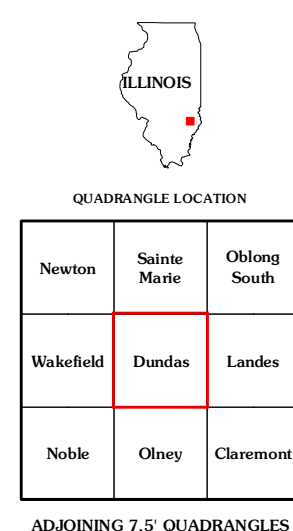 ILLINOIS
QUADRANGLE LOCATION
Newton
Sainte
Marie
Oblong
South
Wakefield
Dundas
Landes
Noble
Olney
Claremont
ADJOINING 7.5' QUADRANGLES